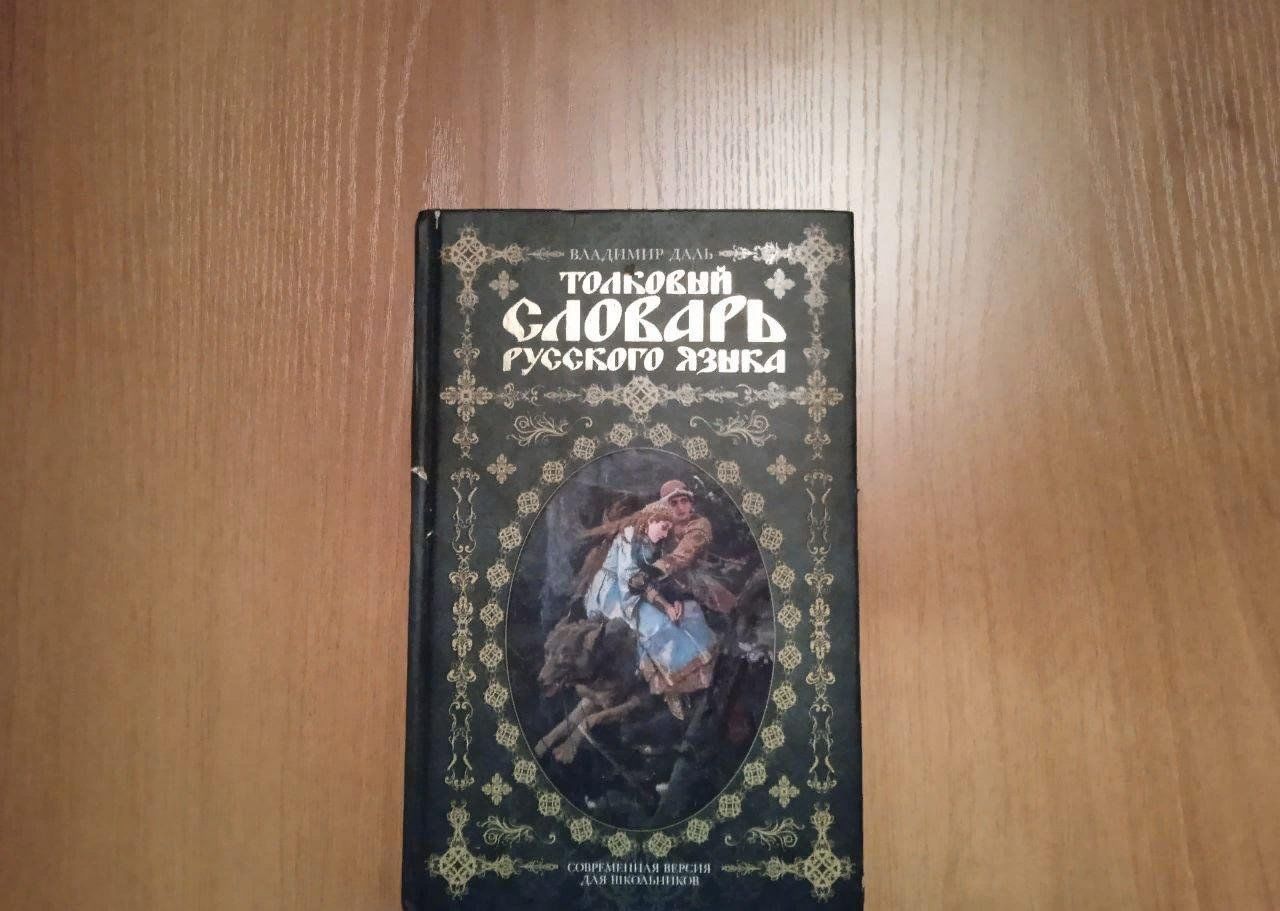 ВЛАДИМИР ДАЛЬ
ТОЛКОВЫЙ
СЛОВАРЬ
РУССКОГО ЯЗЫКА
СОВРЕМЕННАЯ ВЕРСИЯ
ДЛЯ ШКОЛЬНИКОВ